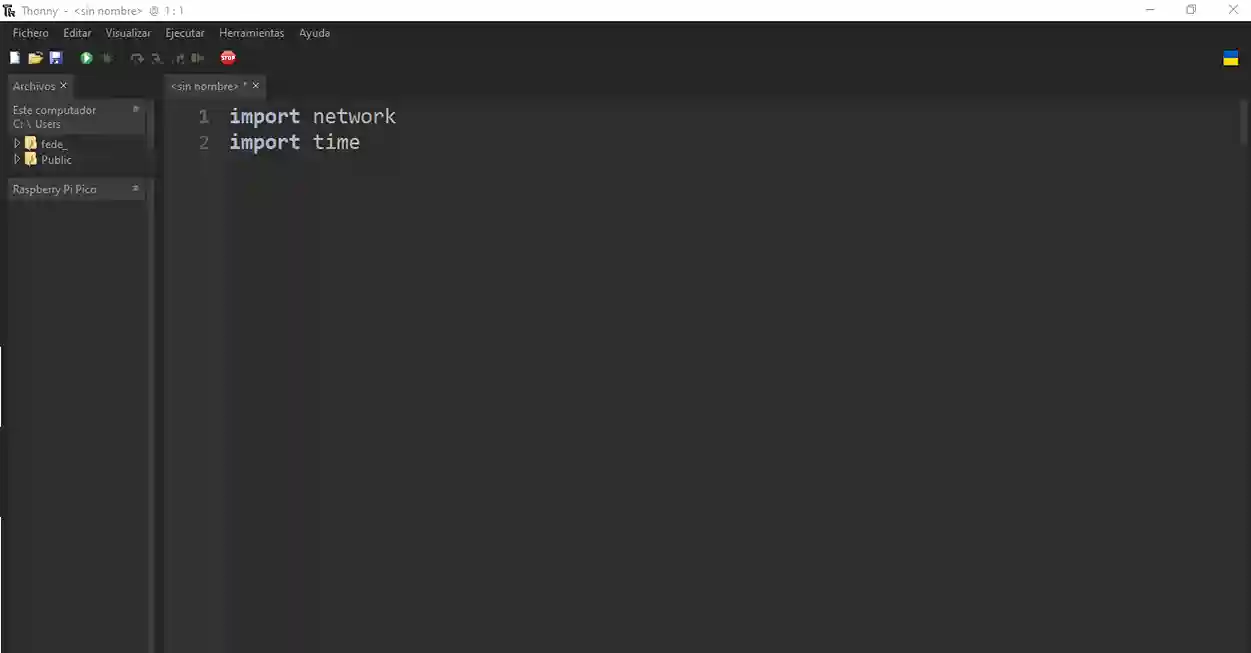 Thonny - <sin nombre> @ 1 : 1
Fichero Editar Visualizar Ejecutar Herramientas Ayuda
STOP
Archivos
<sin nombre> *
Este computador
C: \ Users
fede_
Public
Raspberry Pi Pico
1 import network
2 import time